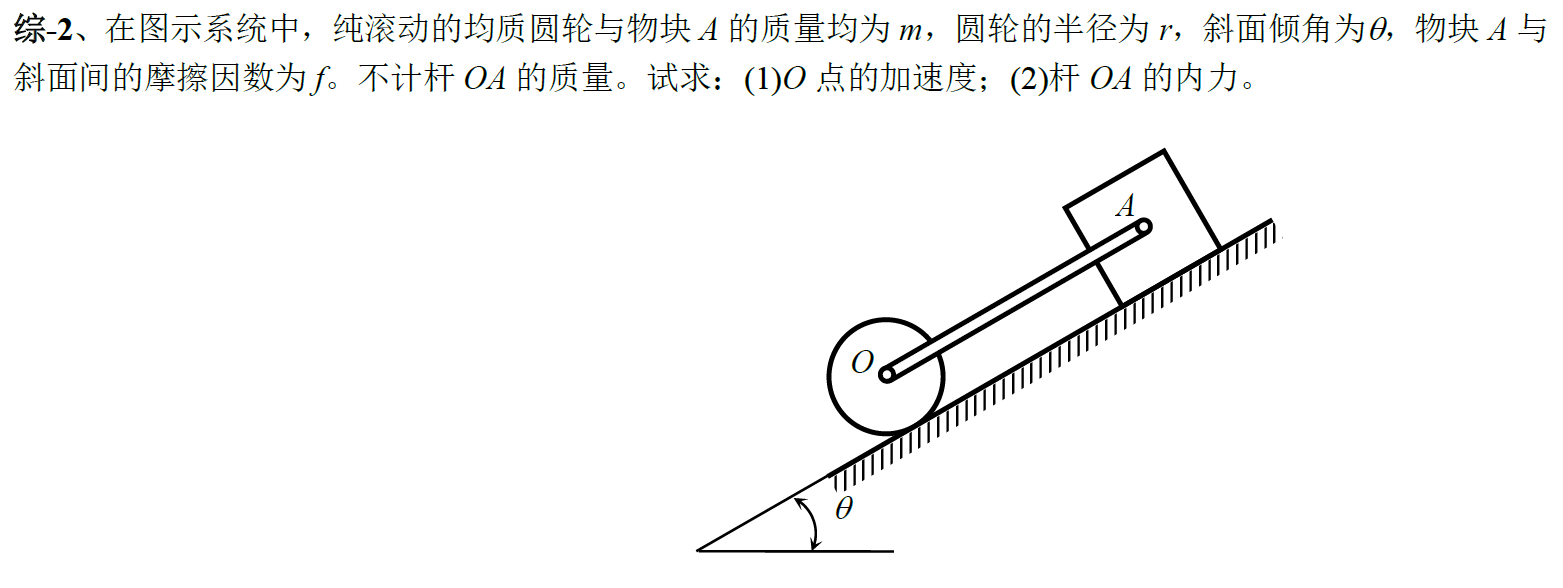 综-2、在图示系统中，纯滚动的均质圆轮与物块 A 的质量均为 m，圆轮的半径为 r，斜面倾角为θ，物块 A 与
斜面间的摩擦因数为 f。不计杆 OA 的质量。试求：(1)O 点的加速度；(2)杆 OA 的内力。
A
O
θ